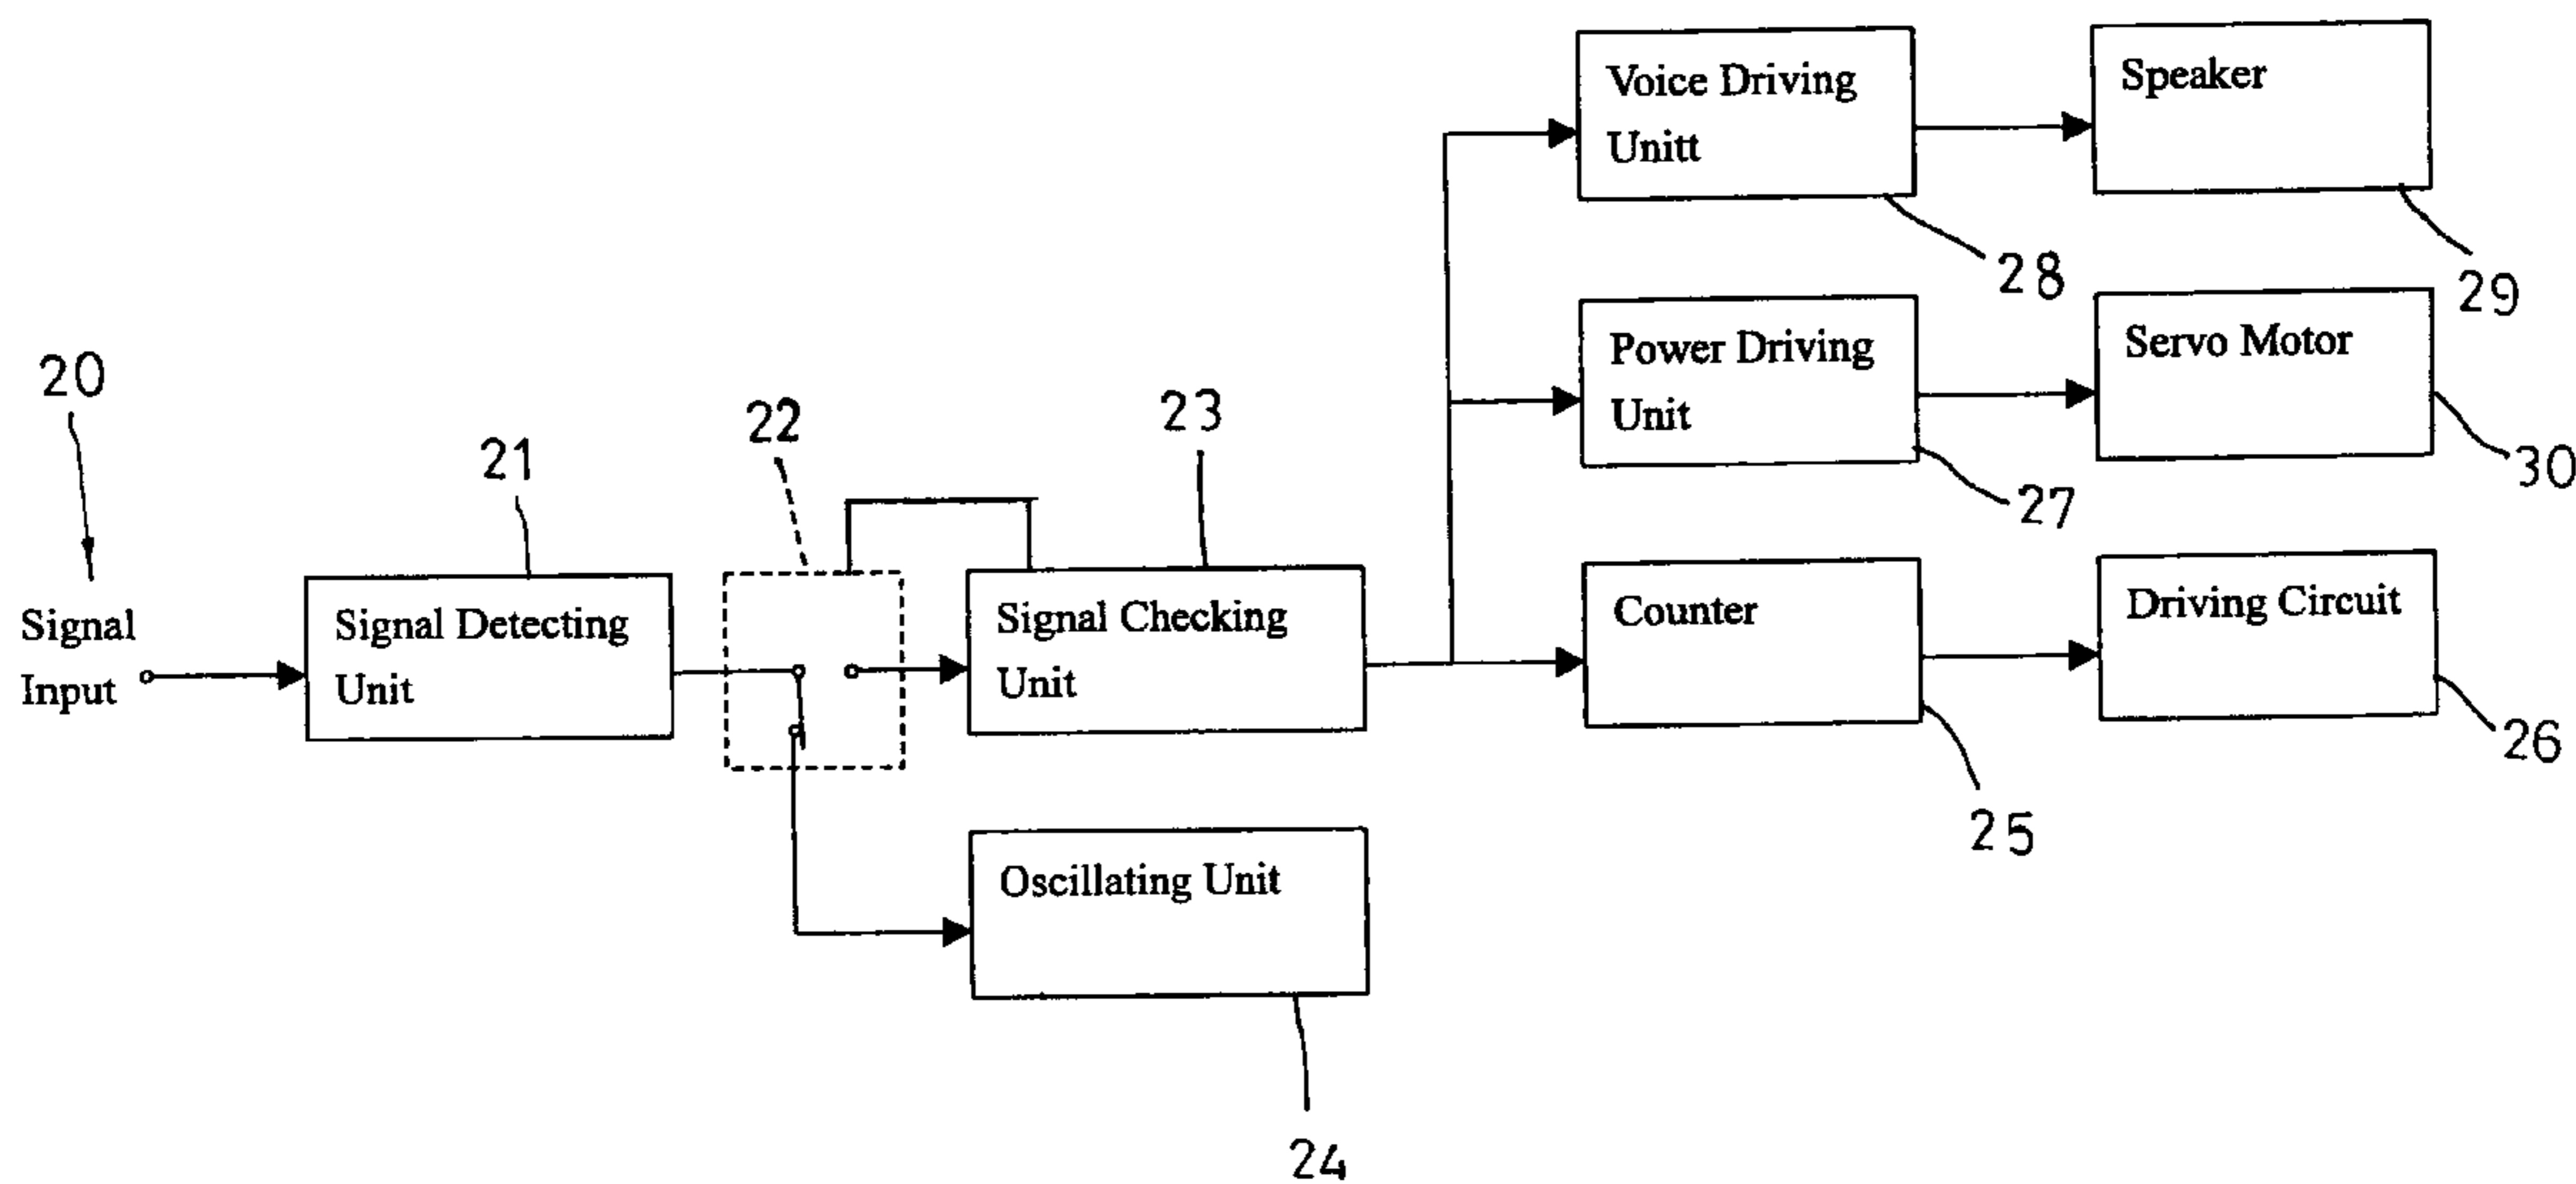 20
Signal
Input
21
Signal Detecting
Unit
22
23
Signal Checking
Unit
Oscillating Unit
24
Voice Driving
Unitt
28
Speaker
29
Power Driving
Unit
27
Servo Motor
30
Counter
25
Driving Circuit
26